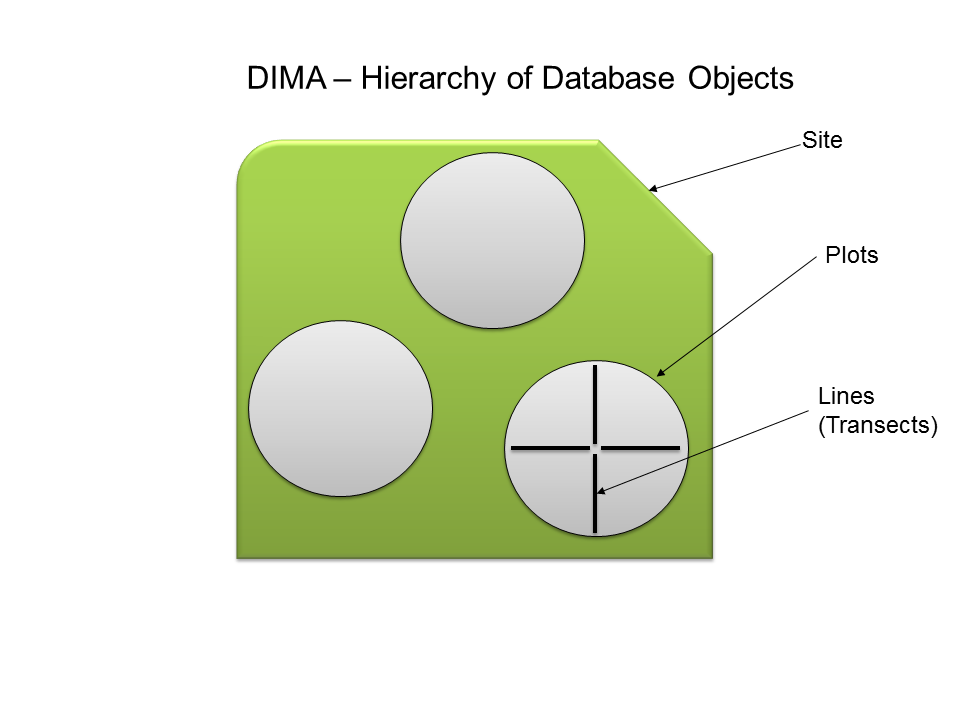 DIMA – Hierarchy of Database Objects
Site
Plots
Lines
(Transects)